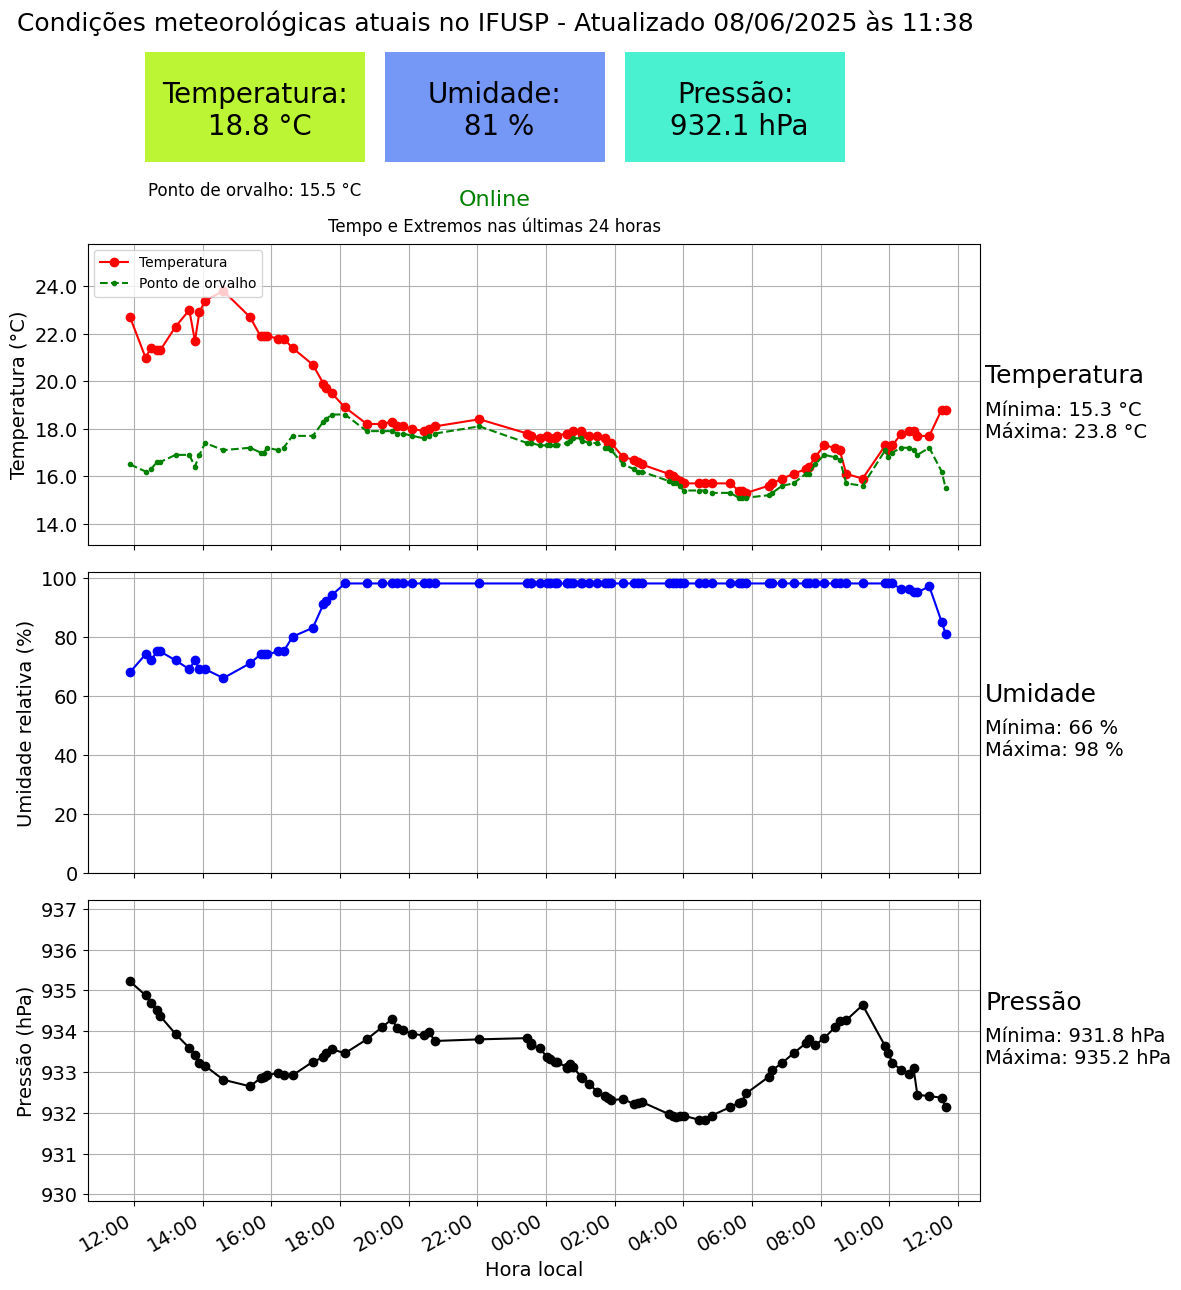 Condições meteorológicas atuais no IFUSP - Atualizado 08/06/2025 às 11:38
Temperatura:
18.8 °C
Umidade:
81 %
Pressão:
932.1 hPa
Ponto de orvalho: 15.5 °C
Online
Tempo e Extremos nas últimas 24 horas
Temperatura (°C)
24.0
22.0
20.0
18.0
16.0
14.0
Temperatura
Ponto de orvalho
Temperatura
Mínima: 15.3 °C
Máxima: 23.8 °C
Umidade relativa (%)
100
80
60
40
20
0
Umidade
Mínima: 66 %
Máxima: 98 %
Pressão (hPa)
937
936
935
934
933
932
931
930
Pressão
Mínima: 931.8 hPa
Máxima: 935.2 hPa
12:00 14:00 16:00 18:00 20:00 22:00 00:00 02:00 04:00 06:00 08:00 10:00 12:00
Hora local